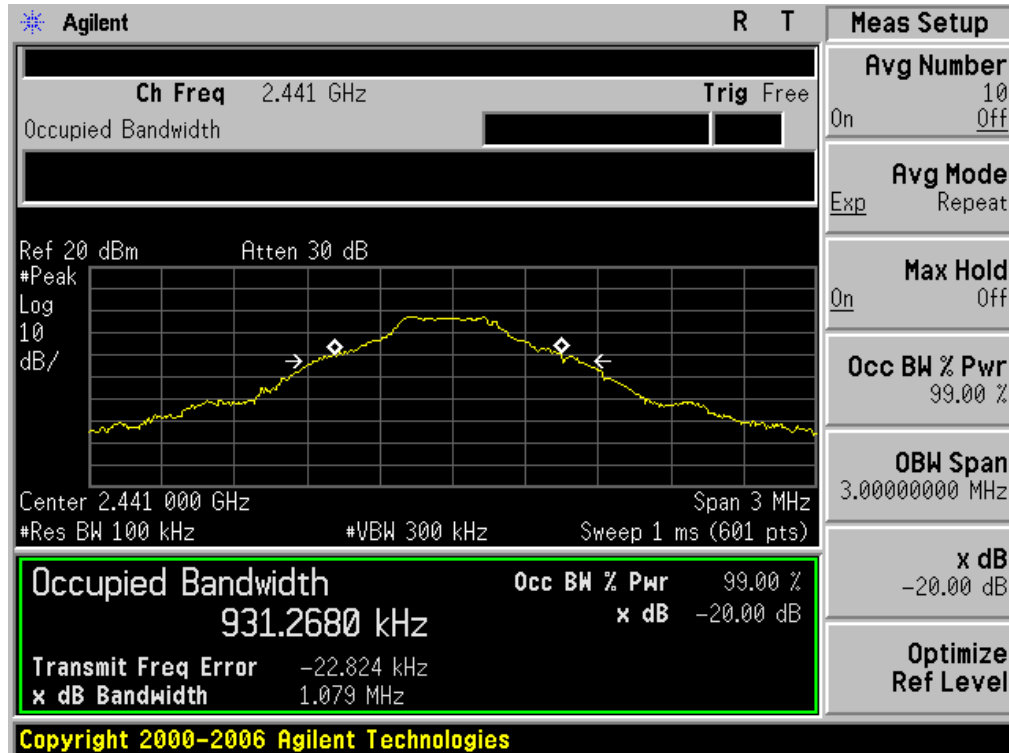 Agilent R T
Ch Freq 2.441 GHz Trig Free
Occupied Bandwidth
Ref 20 dBm Atten 30 dB
#Peak
Log
10
dB/
Center 2.441 000 GHz Span 3 MHz
#Res BW 100 kHz #VBW 300 kHz Sweep 1 ms (601 pts)
Occupied Bandwidth Occ BW % Pwr 99.00 %
931.2680 kHz x dB -20.00 dB
Transmit Freq Error -22.824 kHz
x dB Bandwidth 1.079 MHz
Copyright 2000-2006 Agilent Technologies
Meas Setup
Avg Number
10
On Off
Avg Mode
Exp Repeat
Max Hold
On Off
Occ BW % Pwr
99.00 %
OBW Span
3.00000000 MHz
x dB
-20.00 dB
Optimize
Ref Level